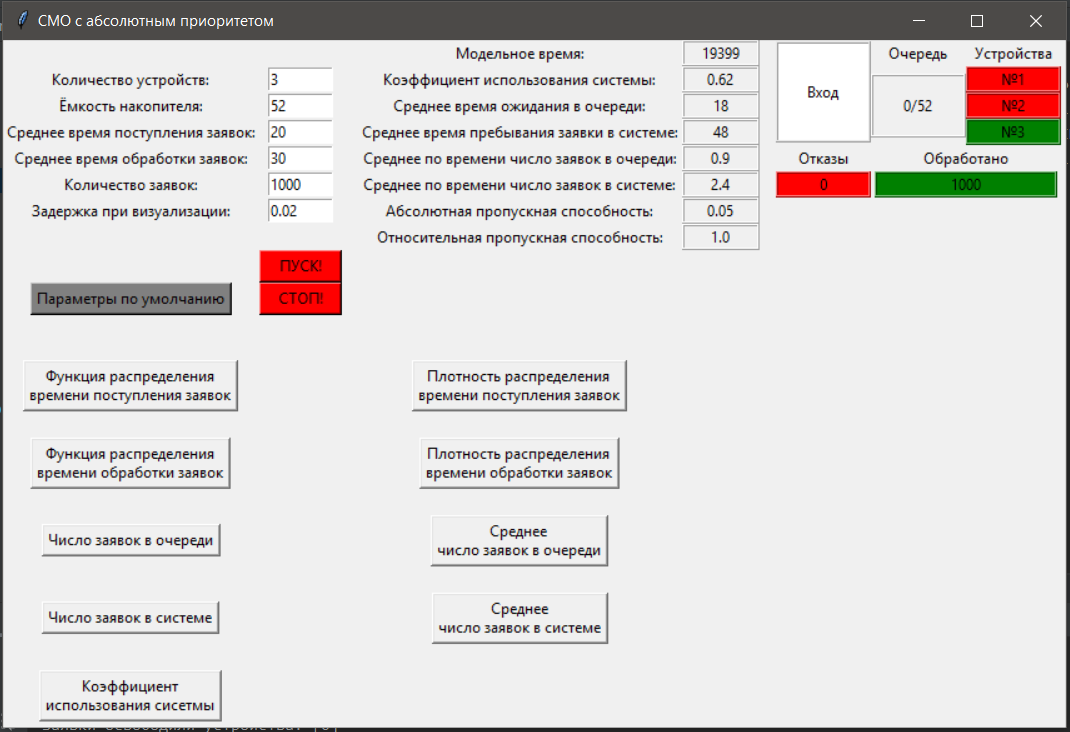 СМО с абсолютным приоритетом
Количество устройств: 3
Ёмкость накопителя: 52
Среднее время поступления заявок: 20
Среднее время обработки заявок: 30
Количество заявок: 1000
Задержка при визуализации: 0.02
Модельное время: 19399
Коэффициент использования системы: 0.62
Среднее время ожидания в очереди: 18
Среднее время пребывания заявки в системе: 48
Среднее по времени число заявок в очереди: 0.9
Среднее по времени число заявок в системе: 2.4
Абсолютная пропускная способность: 0.05
Относительная пропускная способность: 1.0
Вход
Очередь
0/52
Устройства
№1
№2
№3
Отказы
0
Обработано
1000
ПУСК!
Параметры по умолчанию
СТОП!
Функция распределения
времени поступления заявок
Плотность распределения
времени поступления заявок
Функция распределения
времени обработки заявок
Плотность распределения
времени обработки заявок
Число заявок в очереди
Среднее
число заявок в очереди
Число заявок в системе
Среднее
число заявок в системе
Коэффициент
использования сисетмы